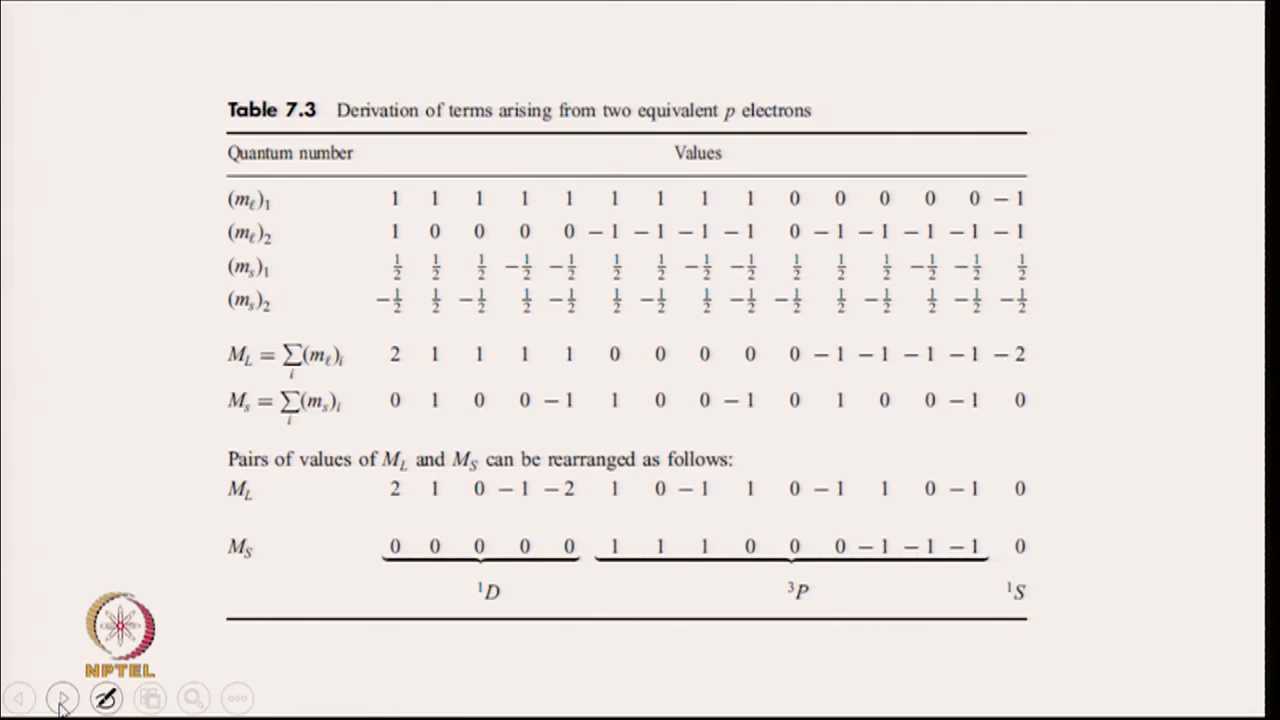 Table 7.3 Derivation of terms arising from two equivalent p electrons
Quantum number Values
(mℓ)1 1 1 1 1 1 1 1 1 1 0 0 0 0 0 −1
(mℓ)2 1 0 0 0 0 −1 −1 −1 −1 0 −1 −1 −1 −1 −1
(ms)1 1/2 1/2 1/2 −1/2 −1/2 1/2 1/2 −1/2 −1/2 1/2 1/2 1/2 −1/2 −1/2 1/2
(ms)2 −1/2 1/2 −1/2 1/2 −1/2 1/2 −1/2 1/2 −1/2 −1/2 1/2 −1/2 1/2 −1/2 −1/2
ML = ∑i(mℓ)i 2 1 1 1 1 0 0 0 0 0 −1 −1 −1 −1 −2
Ms = ∑i(ms)i 0 1 0 0 −1 1 0 0 −1 0 1 0 0 −1 0
Pairs of values of ML and MS can be rearranged as follows:
ML 2 1 0 −1 −2 1 0 −1 1 0 −1 1 0 −1 0
MS 0 0 0 0 0 1 1 1 0 0 0 −1 −1 −1 0
¹D ³P ¹S
NPTEL